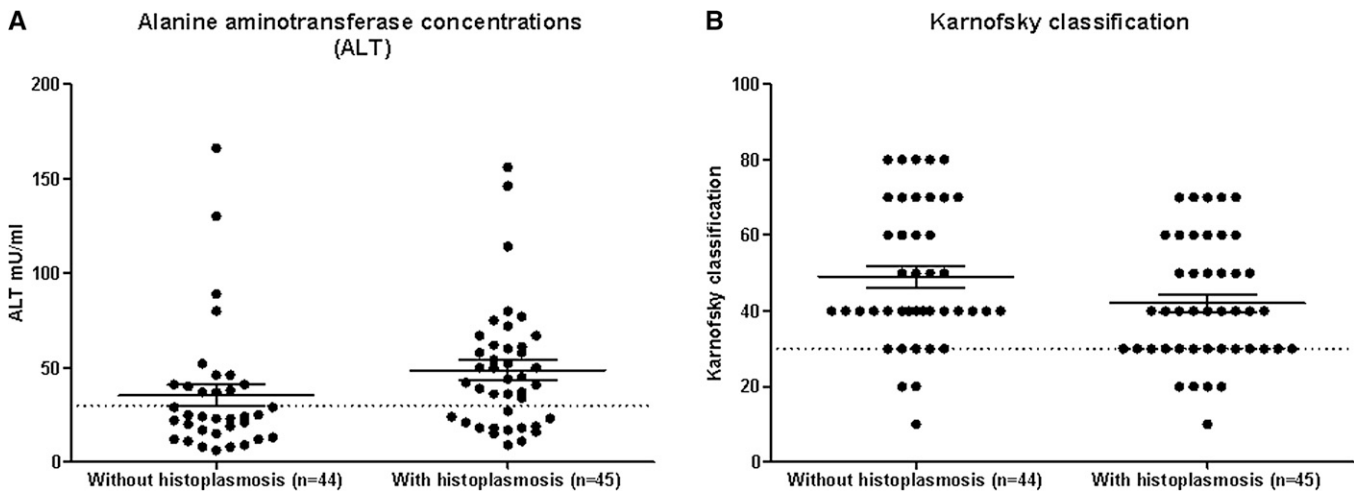 A
Alanine aminotransferase concentrations
(ALT)
200
150
100
50
0
ALT mU/ml
Without histoplasmosis (n=44)
With histoplasmosis (n=45)
B
Karnofsky classification
100
80
60
40
20
0
Karnofsky classification
Without histoplasmosis (n=44)
With histoplasmosis (n=45)